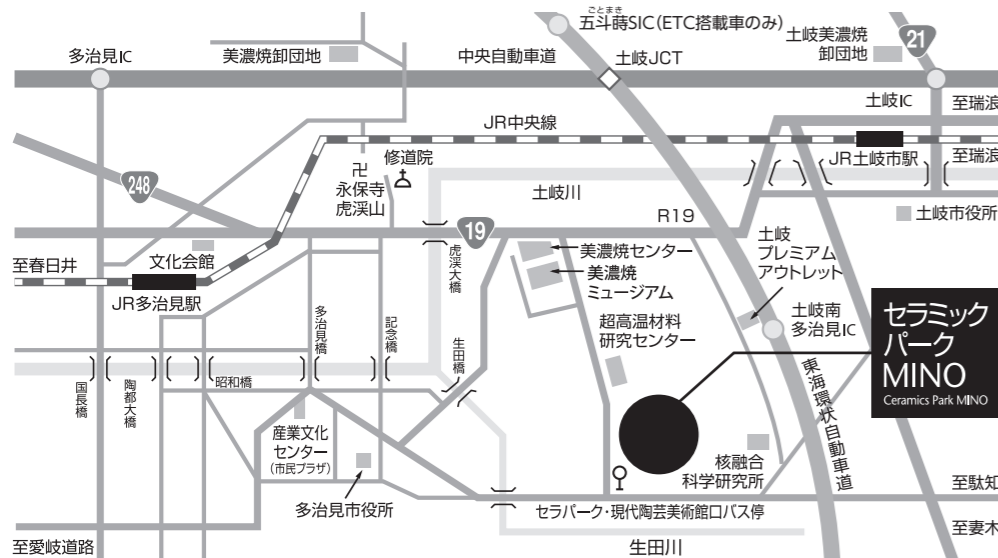 ごとまき
五斗蒔SIC(ETC搭載車のみ)
多治見IC
美濃焼卸団地
中央自動車道
土岐JCT
土岐美濃焼
卸団地
21
土岐IC
至瑞浪
JR中央線
JR土岐市駅
至瑞浪
248
卍
永保寺
虎渓山
修道院
土岐川
R19
土岐市役所
19
至春日井
文化会館
JR多治見駅
虎渓大橋
美濃焼センター
美濃焼
ミュージアム
土岐
プレミアム
アウトレット
土岐南
多治見IC
超高温材料
研究センター
セラミック
パーク
MINO
Ceramics Park MINO
多治見橋
記念橋
生田橋
東海環状自動車道
国長橋
陶都大橋
昭和橋
産業文化
センター
(市民プラザ)
核融合
科学研究所
多治見市役所
至駄知
セラパーク・現代陶芸美術館口バス停
至妻木
至愛岐道路
生田川